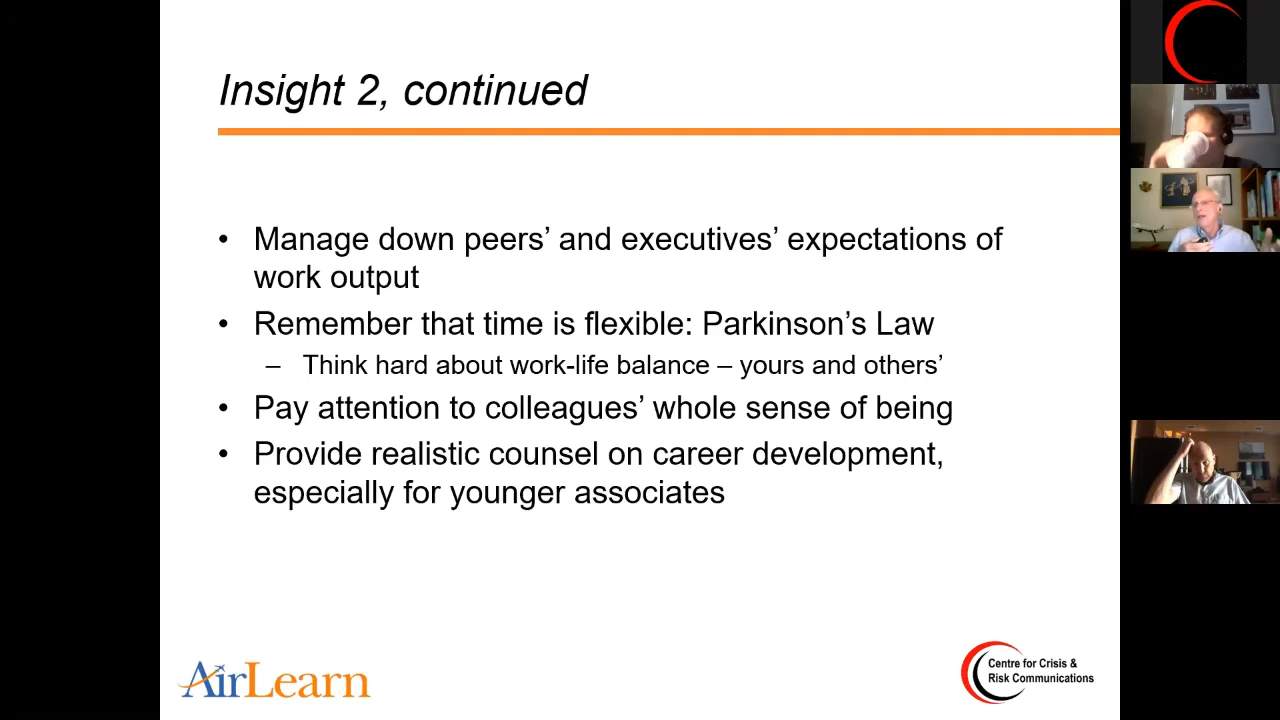 Insight 2, continued
• Manage down peers’ and executives’ expectations of
work output
• Remember that time is flexible: Parkinson’s Law
– Think hard about work-life balance – yours and others’
• Pay attention to colleagues’ whole sense of being
• Provide realistic counsel on career development,
especially for younger associates
AirLearn
Centre for Crisis &
Risk Communications